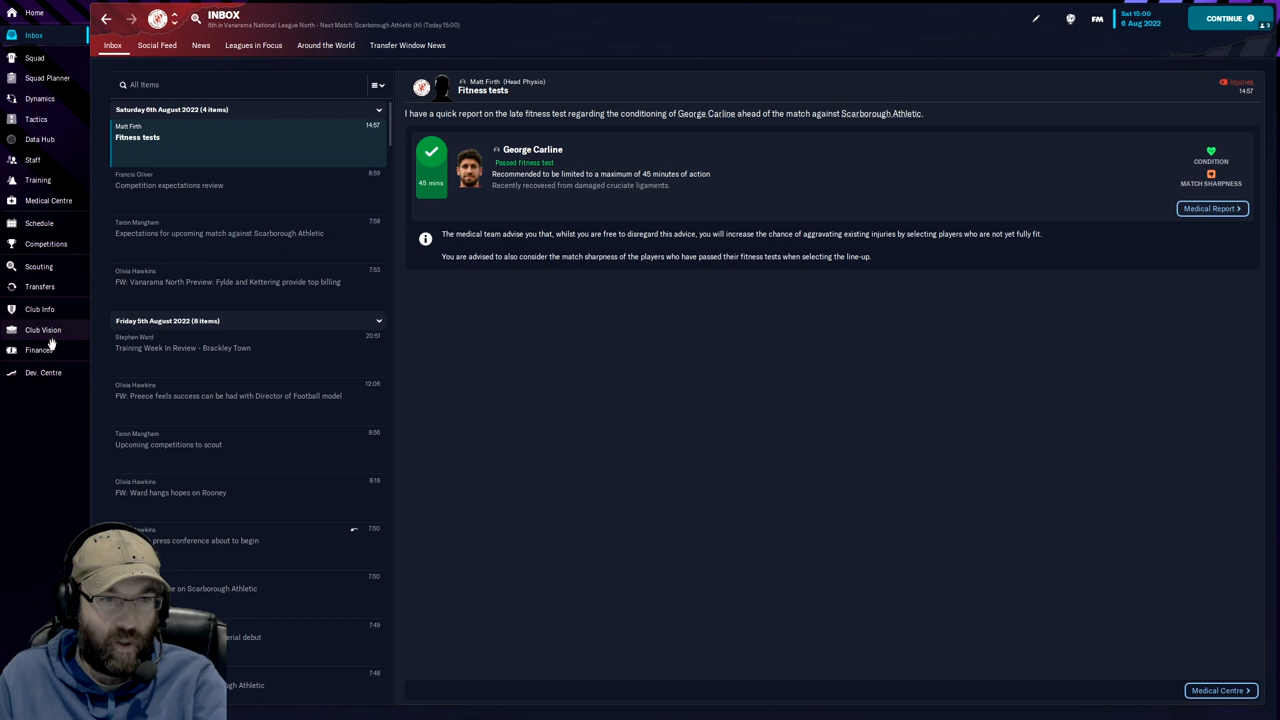 Home
Inbox
Squad
Squad Planner
Dynamics
Tactics
Data Hub
Staff
Training
Medical Centre
Schedule
Competitions
Scouting
Transfers
Club Info
Club Vision
Finances
Dev. Centre
INBOX
6th in Vanarama National League North - Next Match: Scarborough Athletic (H) (Today 15:00)
FM
Sat 15:00
6 Aug 2022
CONTINUE
3
Inbox
Social Feed
News
Leagues in Focus
Around the World
Transfer Window News
All Items
Saturday 6th August 2022 (4 items)
Matt Firth
14:57
Fitness tests
Francis Oliver
8:59
Competition expectations review
Taron Mangham
7:58
Expectations for upcoming match against Scarborough Athletic
Olivia Hawkins
7:53
FW: Vanarama North Preview: Fylde and Kettering provide top billing
Friday 5th August 2022 (8 items)
Stephen Ward
20:51
Training Week In Review - Brackley Town
Olivia Hawkins
12:06
FW: Preece feels success can be had with Director of Football model
Taron Mangham
8:56
Upcoming competitions to scout
Olivia Hawkins
8:18
FW: Ward hangs hopes on Rooney
7:50
press conference about to begin
7:50
on Scarborough Athletic
7:49
debut
7:48
Athletic
Matt Firth (Head Physio)
Fitness tests
Injuries
14:57
I have a quick report on the late fitness test regarding the conditioning of George Carline ahead of the match against Scarborough Athletic.
45 mins
George Carline
Passed fitness test
Recommended to be limited to a maximum of 45 minutes of action
Recently recovered from damaged cruciate ligaments.
CONDITION
MATCH SHARPNESS
Medical Report
The medical team advise you that, whilst you are free to disregard this advice, you will increase the chance of aggravating existing injuries by selecting players who are not yet fully fit.
You are advised to also consider the match sharpness of the players who have passed their fitness tests when selecting the line-up.
Medical Centre